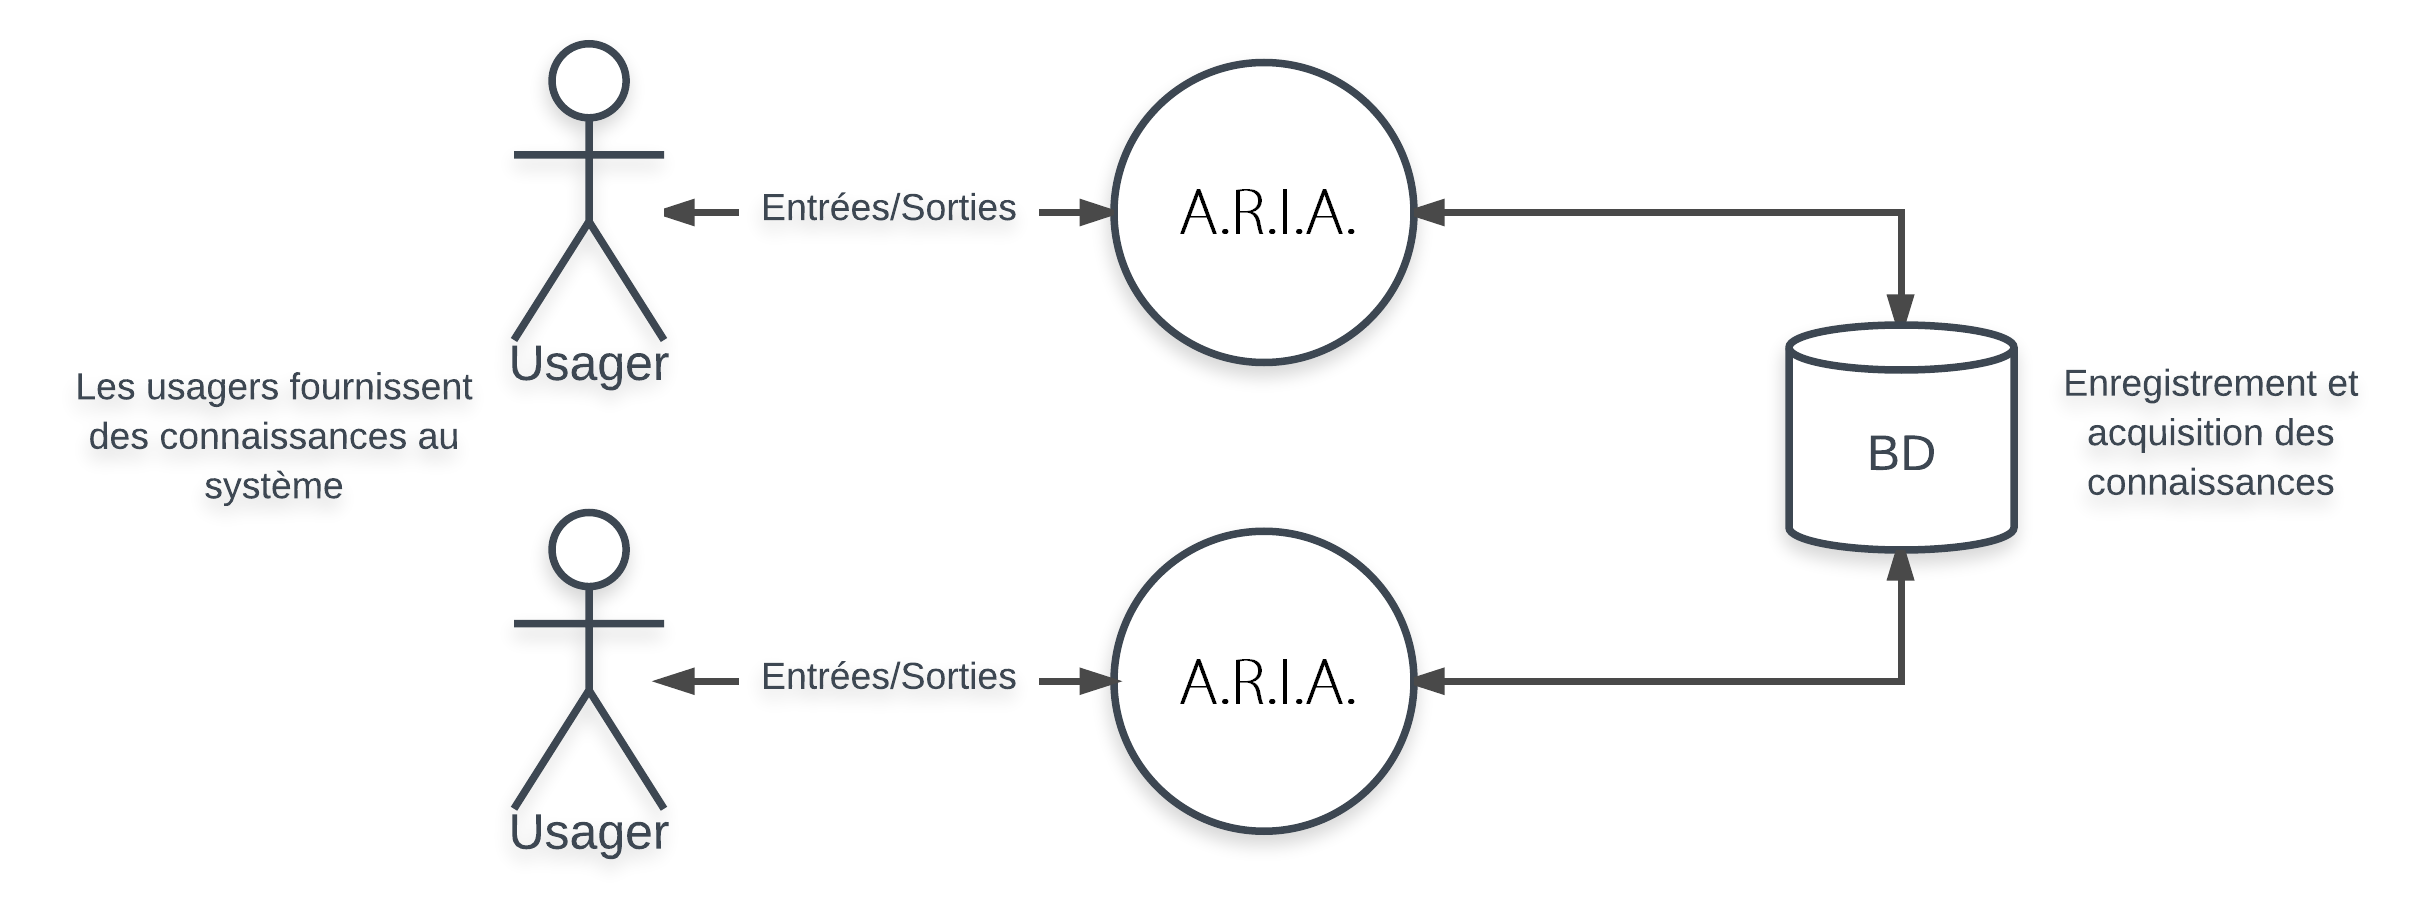 Entrées/Sorties
A.R.I.A.
Usager
Les usagers fournissent
des connaissances au
système
BD
Enregistrement et
acquisition des
connaissances
Entrées/Sorties
A.R.I.A.
Usager